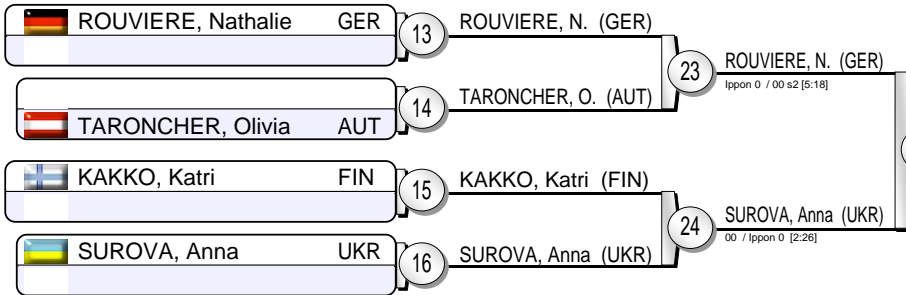 ROUVIERE, Nathalie GER
13
ROUVIERE, N. (GER)
23
ROUVIERE, N. (GER)
Ippon 0 / 00 s2 [5:18]
14
TARONCHER, O. (AUT)
TARONCHER, Olivia AUT
KAKKO, Katri FIN
15
KAKKO, Katri (FIN)
24
SUROVA, Anna (UKR)
00 / Ippon 0 [2:26]
SUROVA, Anna UKR
16
SUROVA, Anna (UKR)